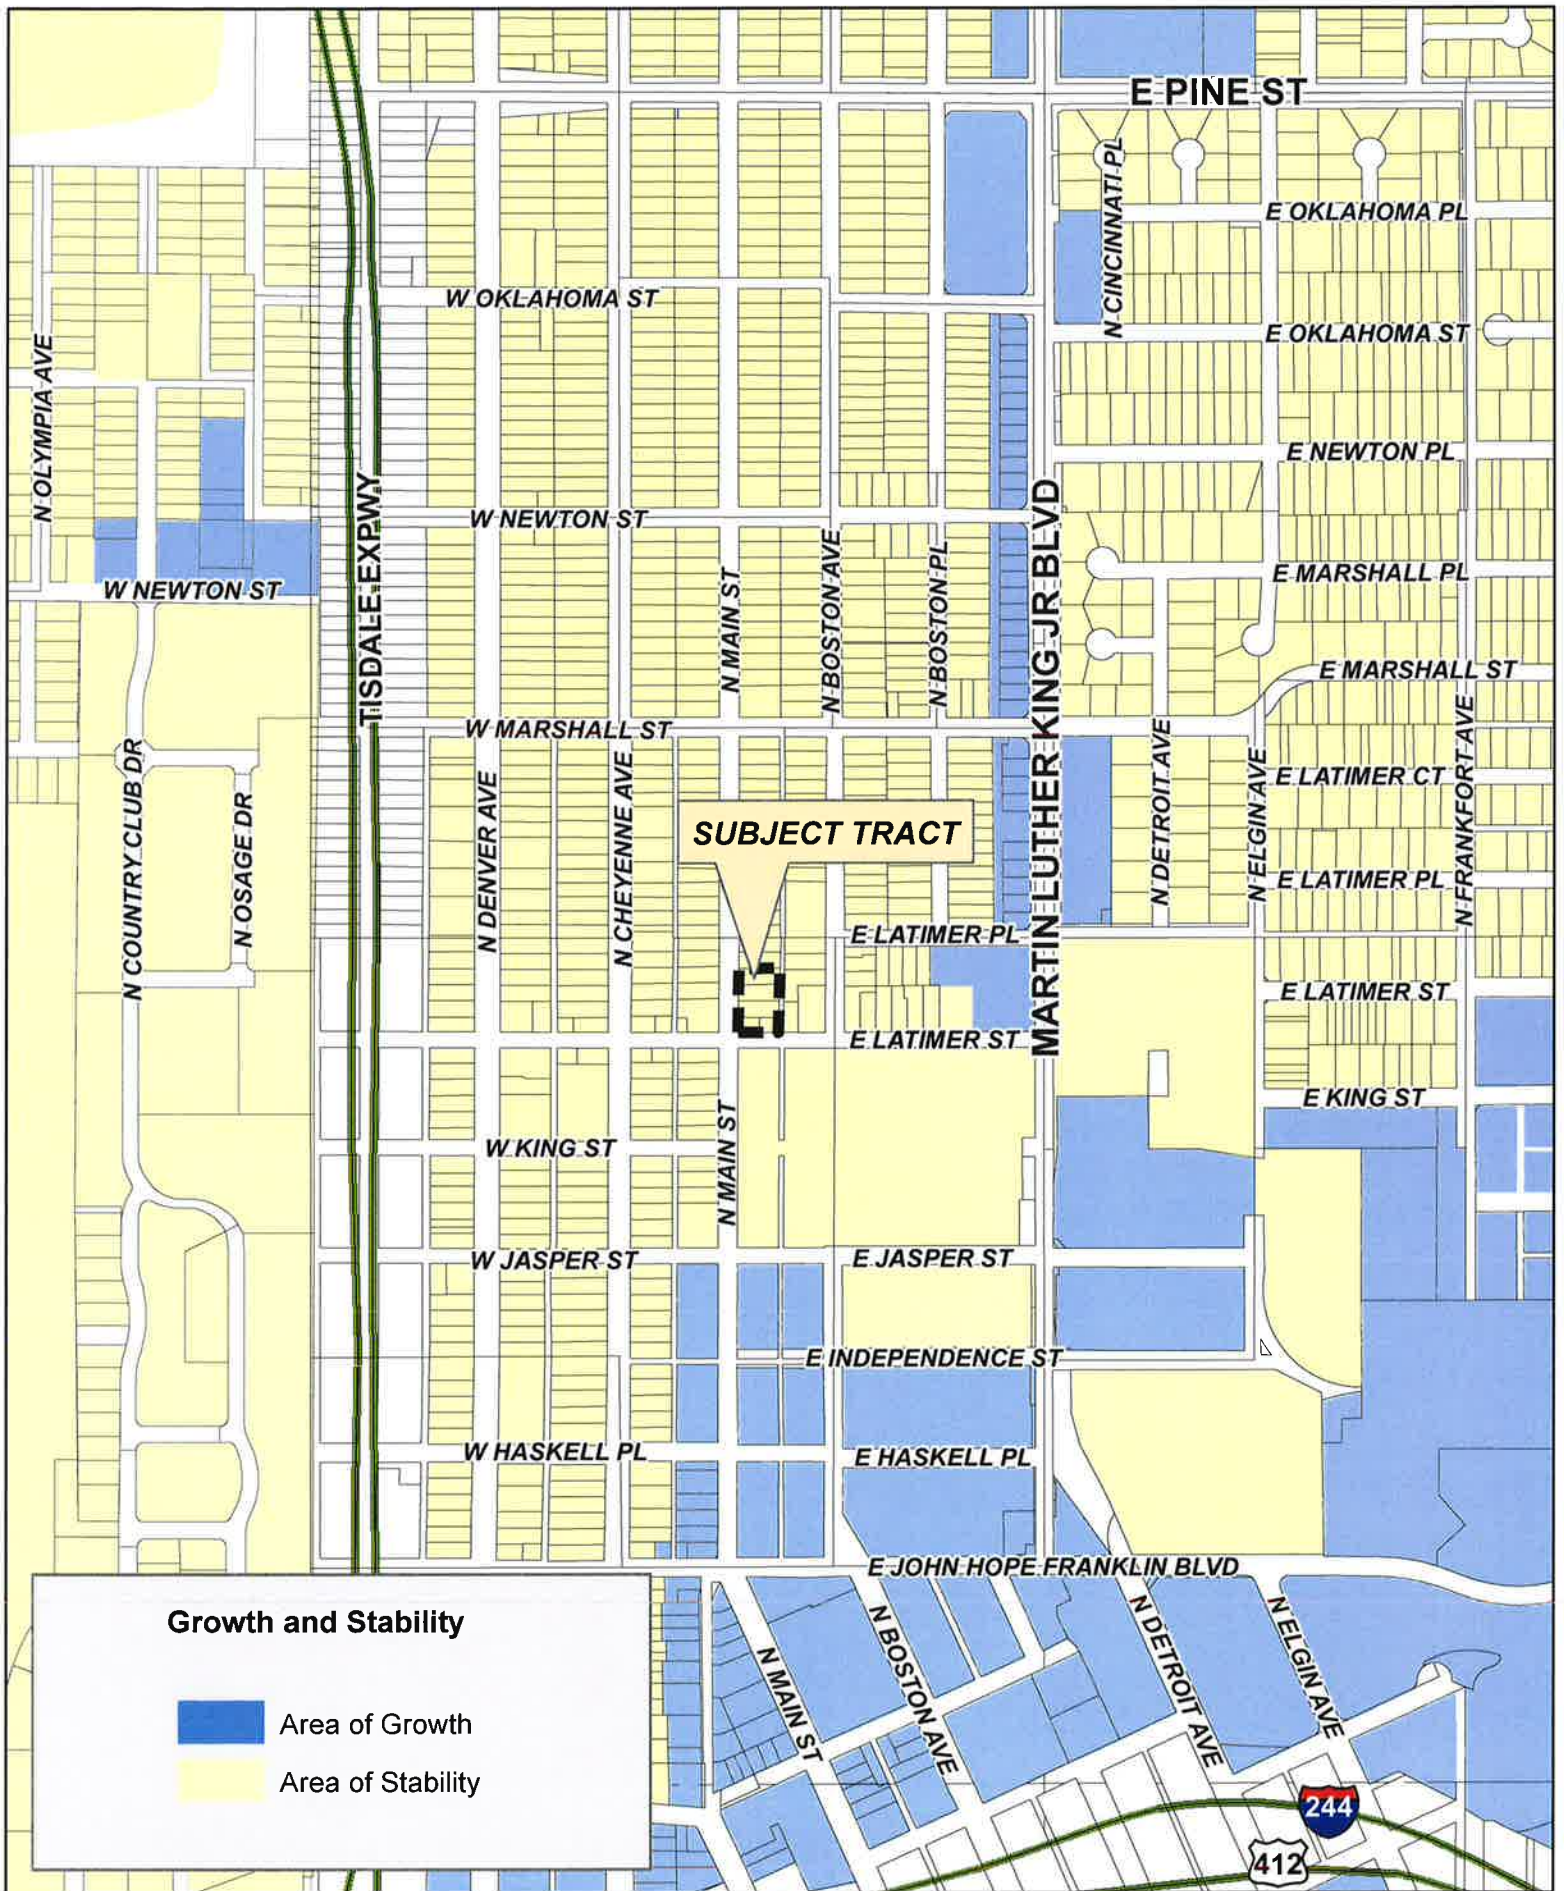 E PINE ST
N CINCINNATI PL
E OKLAHOMA PL
W OKLAHOMA ST
E OKLAHOMA ST
N OLYMPIA AVE
E NEWTON PL
TISDALE EXPWY
W NEWTON ST
N MAIN ST
N BOSTON AVE
N BOSTON PL
MARTIN LUTHER KING JR BLVD
E MARSHALL PL
W NEWTON ST
E MARSHALL ST
W MARSHALL ST
N COUNTRY CLUB DR
N OSAGE DR
N DENVER AVE
N CHEYENNE AVE
N DETROIT AVE
N ELGIN AVE
E LATIMER CT
N FRANKFORT AVE
SUBJECT TRACT
E LATIMER PL
E LATIMER PL
E LATIMER ST
E LATIMER ST
E KING ST
N MAIN ST
W KING ST
W JASPER ST
E JASPER ST
E INDEPENDENCE ST
W HASKELL PL
E HASKELL PL
E JOHN HOPE FRANKLIN BLVD
N MAIN ST
N BOSTON AVE
N DETROIT AVE
N ELGIN AVE
Growth and Stability
Area of Growth
Area of Stability
244
412